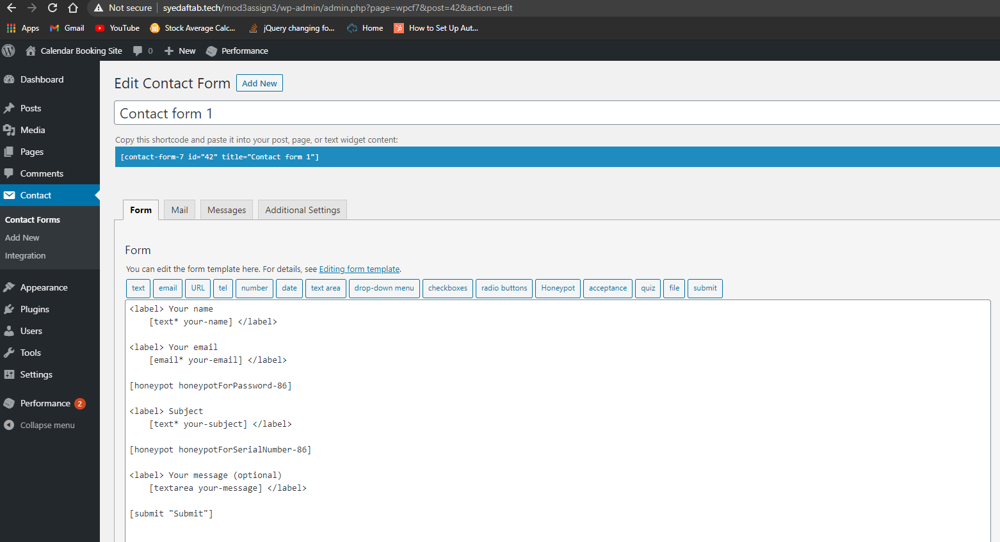 Not secure syedaftab.tech/mod3assign3/wp-admin/admin.php?page=wpcf7&post=42&action=edit
Apps Gmail YouTube Stock Average Calc... jQuery changing fo... Home How to Set Up Aut...
Calendar Booking Site 0 New Performance
Dashboard
Posts
Media
Pages
Comments
Contact
Contact Forms
Add New
Integration
Appearance
Plugins
Users
Tools
Settings
Performance 2
Collapse menu
Edit Contact Form Add New
Contact form 1
Copy this shortcode and paste it into your post, page, or text widget content:
[contact-form-7 id="42" title="Contact form 1"]
Form Mail Messages Additional Settings
Form
You can edit the form template here. For details, see Editing form template.
text email URL tel number date text area drop-down menu checkboxes radio buttons Honeypot acceptance quiz file submit
<label> Your name
[text* your-name] </label>
<label> Your email
[email* your-email] </label>
[honeypot honeypotForPassword-86]
<label> Subject
[text* your-subject] </label>
[honeypot honeypotForSerialNumber-86]
<label> Your message (optional)
[textarea your-message] </label>
[submit "Submit"]